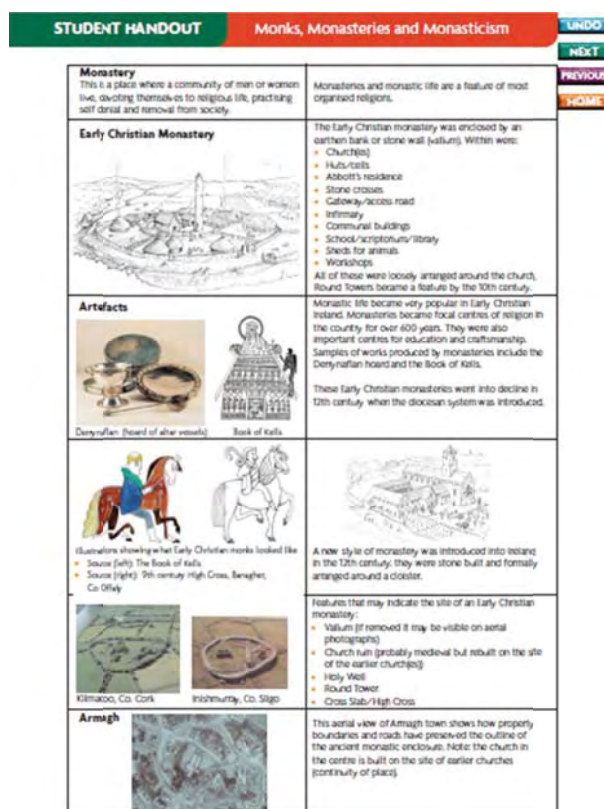 STUDENT HANDOUT
Monks, Monasteries and Monasticism
UNDO
NEXT
PREVIOUS
HOME
Monastery
This is a place where a community of men or women
live, devoting themselves to religious life, practising
self denial and removal from society.
Monasteries and monastic life are a feature of most
organised religions.
Early Christian Monastery
The Early Christian monastery was enclosed by an
earthen bank or stone wall (vallum). Within were:
Church(es)
Huts/cells
Abbott's residence
Stone crosses
Gateway/access road
Infirmary
Communal buildings
School/scriptorium/library
Sheds for animals
Workshops
All of these were loosely arranged around the church,
Round Towers became a feature by the 10th century.
Artefacts
Derrynaflan (hoard of altar vessels)
Book of Kells
Monastic life became very popular in Early Christian
Ireland. Monasteries became focal centres of religion in
the country for over 600 years. They were also
important centres for education and craftsmanship.
Samples of works produced by monasteries include the
Derrynaflan hoard and the Book of Kells.
These Early Christian monasteries went into decline in
12th century when the diocesan system was introduced.
Illustrations showing what Early Christian monks looked like
Source (left): The Book of Kells
Source (right): 9th century High Cross, Banagher,
Co Offaly
A new style of monastery was introduced into Ireland
in the 12th century: they were stone built and formally
arranged around a cloister.
Kilmacoo, Co. Cork
Inishmurray, Co. Sligo
Features that may indicate the site of an Early Christian
monastery:
Vallum (if removed it may be visible on aerial
photographs)
Church ruin (probably medieval but rebuilt on the site
of the earlier church(es))
Holy Well
Round Tower
Cross Slab/High Cross
Armagh
This aerial view of Armagh town shows how property
boundaries and roads have preserved the outline of
the ancient monastic enclosure. Note: the church in
the centre is built on the site of earlier churches
(continuity of place).